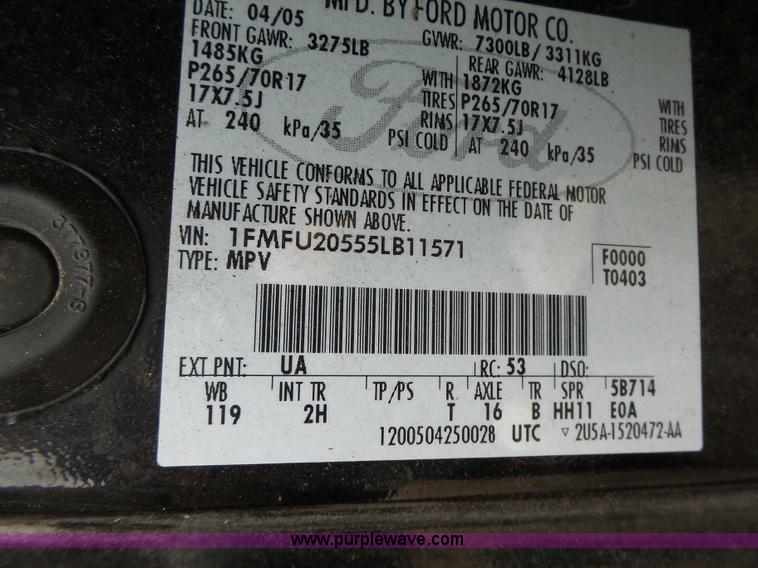 DATE: 04/05 MFD. BY FORD MOTOR CO.
FRONT GAWR: 3275LB GVWR: 7300LB/ 3311KG
1485KG REAR GAWR: 4128LB
P265/70R17 WITH 1872KG WITH
17X7.5J TIRES P265/70R17 TIRES
AT 240 kPa/35 RIMS 17X7.5J RIMS
PSI COLD AT 240 kPa/35 PSI COLD
Ford
THIS VEHICLE CONFORMS TO ALL APPLICABLE FEDERAL MOTOR
VEHICLE SAFETY STANDARDS IN EFFECT ON THE DATE OF
MANUFACTURE SHOWN ABOVE.
VIN: 1FMFU20555LB11571 F0000
TYPE: MPV T0403
EXT PNT: UA RC: 53 DSO:
WB INT TR TP/PS R AXLE TR SPR 5B714
119 2H T 16 B HH11 E0A
1200504250028 UTC ▽ 2U5A-1520472-AA
377977-S
www.purplewave.com